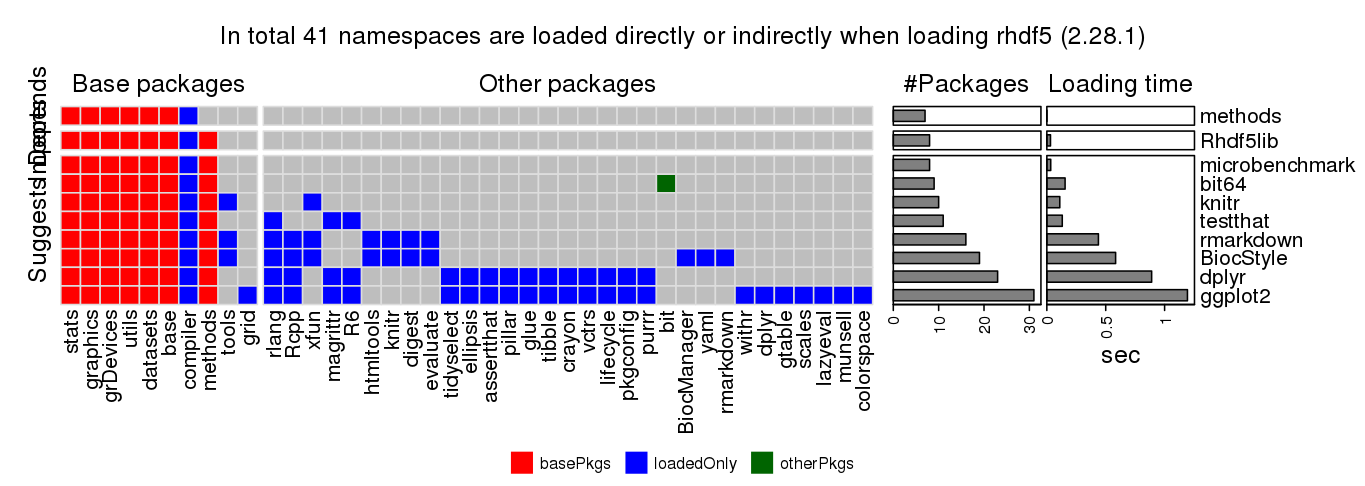 In total 41 namespaces are loaded directly or indirectly when loading rhdf5 (2.28.1)
Base packages
Other packages
#Packages
Loading time
Depends
Imports
Suggests
methods
Rhdf5lib
microbenchmark
bit64
knitr
testthat
rmarkdown
BiocStyle
dplyr
ggplot2
stats
graphics
grDevices
utils
datasets
base
compiler
methods
tools
grid
rlang
Rcpp
xfun
magrittr
R6
htmltools
knitr
digest
evaluate
tidyselect
ellipsis
assertthat
pillar
glue
tibble
crayon
vctrs
lifecycle
pkgconfig
purrr
bit
BiocManager
yaml
rmarkdown
withr
dplyr
gtable
scales
lazyeval
munsell
colorspace
0
10
20
30
0
0.5
1
sec
basePkgs
loadedOnly
otherPkgs